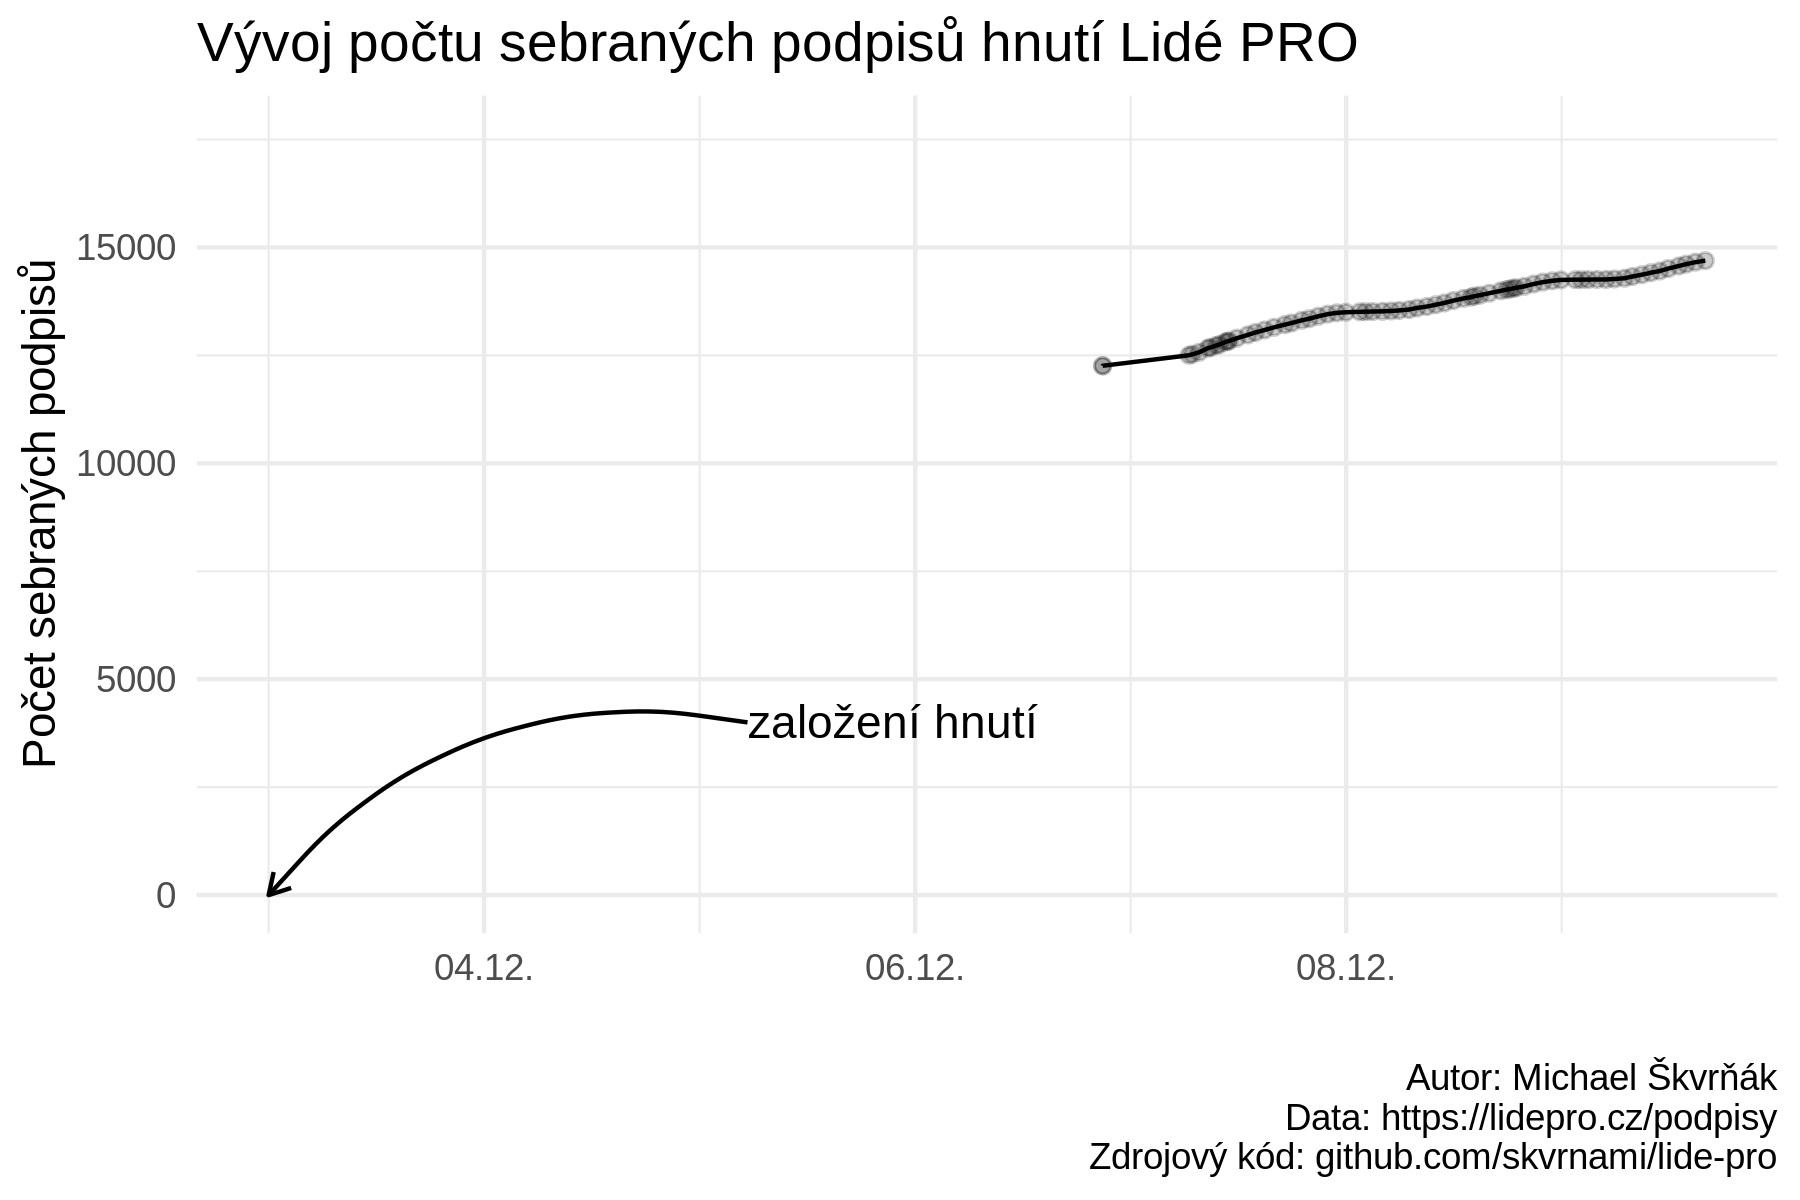 Vývoj počtu sebraných podpisů hnutí Lidé PRO
Počet sebraných podpisů
15000
10000
5000
0
založení hnutí
04.12.
06.12.
08.12.
Autor: Michael Škvrňák
Data: https://lidepro.cz/podpisy
Zdrojový kód: github.com/skvrnami/lide-pro